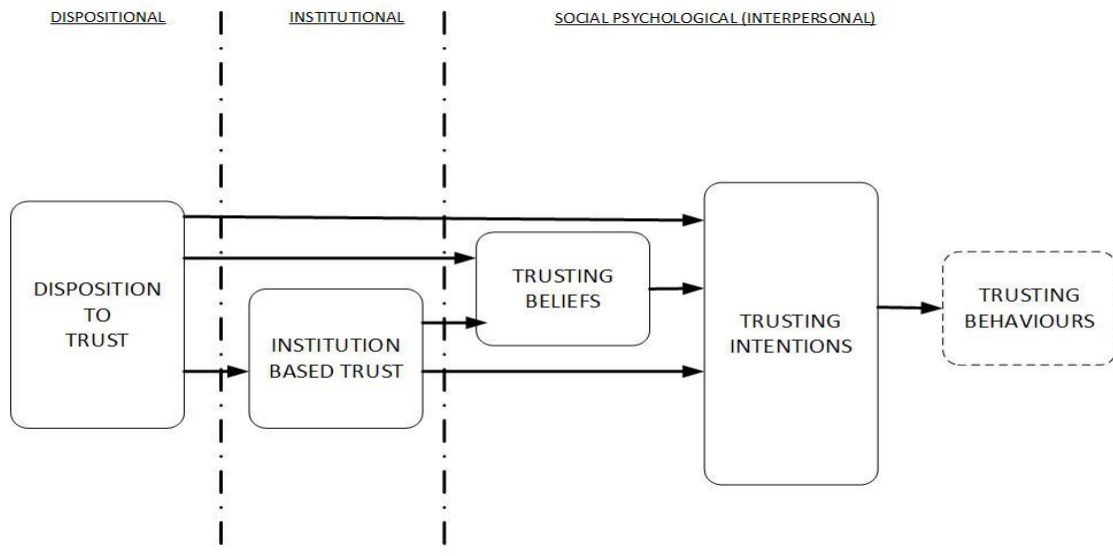 DISPOSITIONAL
INSTITUTIONAL
SOCIAL PSYCHOLOGICAL (INTERPERSONAL)
DISPOSITION
TO
TRUST
INSTITUTION
BASED TRUST
TRUSTING
BELIEFS
TRUSTING
INTENTIONS
TRUSTING
BEHAVIOURS